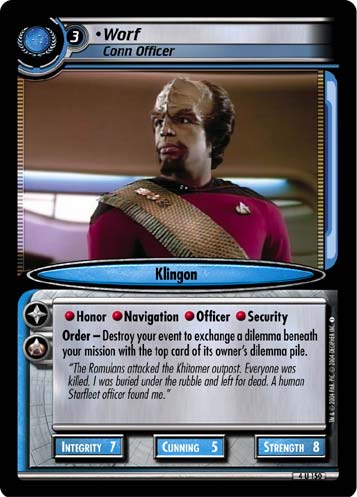 3
•Worf
Conn Officer
Klingon
• Honor • Navigation • Officer • Security
Order – Destroy your event to exchange a dilemma beneath
your mission with the top card of its owner's dilemma pile.
"The Romulans attacked the Khitomer outpost. Everyone was
killed. I was buried under the rubble and left for dead. A human
Starfleet officer found me."
Integrity 7 Cunning 5 Strength 8
4 U 150